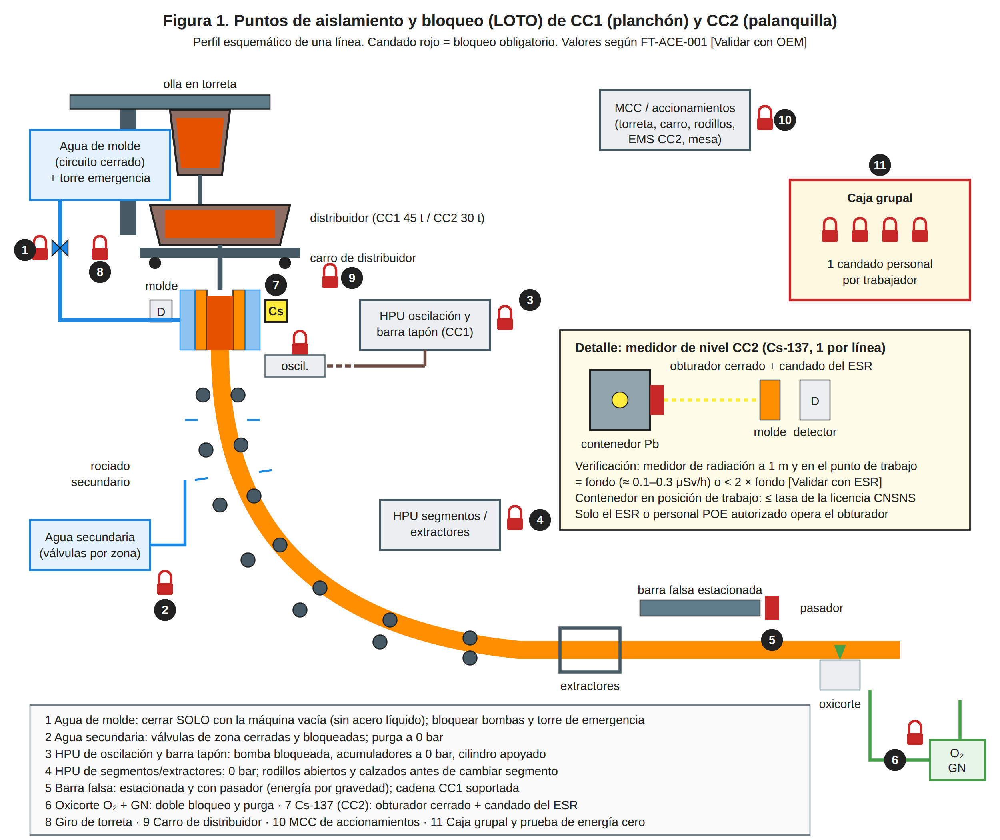 Figura 1. Puntos de aislamiento y bloqueo (LOTO) de CC1 (planchón) y CC2 (palanquilla)
Perfil esquemático de una línea. Candado rojo = bloqueo obligatorio. Valores según FT-ACE-001 [Validar con OEM]
olla en torreta
MCC / accionamientos
(torreta, carro, rodillos,
EMS CC2, mesa)
10
Agua de molde
(circuito cerrado)
+ torre emergencia
11
Caja grupal
1 candado personal
por trabajador
distribuidor (CC1 45 t / CC2 30 t)
1
8
carro de distribuidor
9
molde
7
D
Cs
3
HPU oscilación y
barra tapón (CC1)
oscil.
Detalle: medidor de nivel CC2 (Cs-137, 1 por línea)
obturador cerrado + candado del ESR
D
molde
detector
contenedor Pb
Verificación: medidor de radiación a 1 m y en el punto de trabajo
= fondo (≈ 0.1–0.3 µSv/h) o < 2 × fondo [Validar con ESR]
Contenedor en posición de trabajo: ≤ tasa de la licencia CNSNS
Solo el ESR o personal POE autorizado opera el obturador
rociado
secundario
HPU segmentos /
extractores
4
Agua secundaria
(válvulas por zona)
2
barra falsa estacionada
pasador
5
extractores
oxicorte
6
O₂
GN
1 Agua de molde: cerrar SOLO con la máquina vacía (sin acero líquido); bloquear bombas y torre de emergencia
2 Agua secundaria: válvulas de zona cerradas y bloqueadas; purga a 0 bar
3 HPU de oscilación y barra tapón: bomba bloqueada, acumuladores a 0 bar, cilindro apoyado
4 HPU de segmentos/extractores: 0 bar; rodillos abiertos y calzados antes de cambiar segmento
5 Barra falsa: estacionada y con pasador (energía por gravedad); cadena CC1 soportada
6 Oxicorte O₂ + GN: doble bloqueo y purga · 7 Cs-137 (CC2): obturador cerrado + candado del ESR
8 Giro de torreta · 9 Carro de distribuidor · 10 MCC de accionamientos · 11 Caja grupal y prueba de energía cero